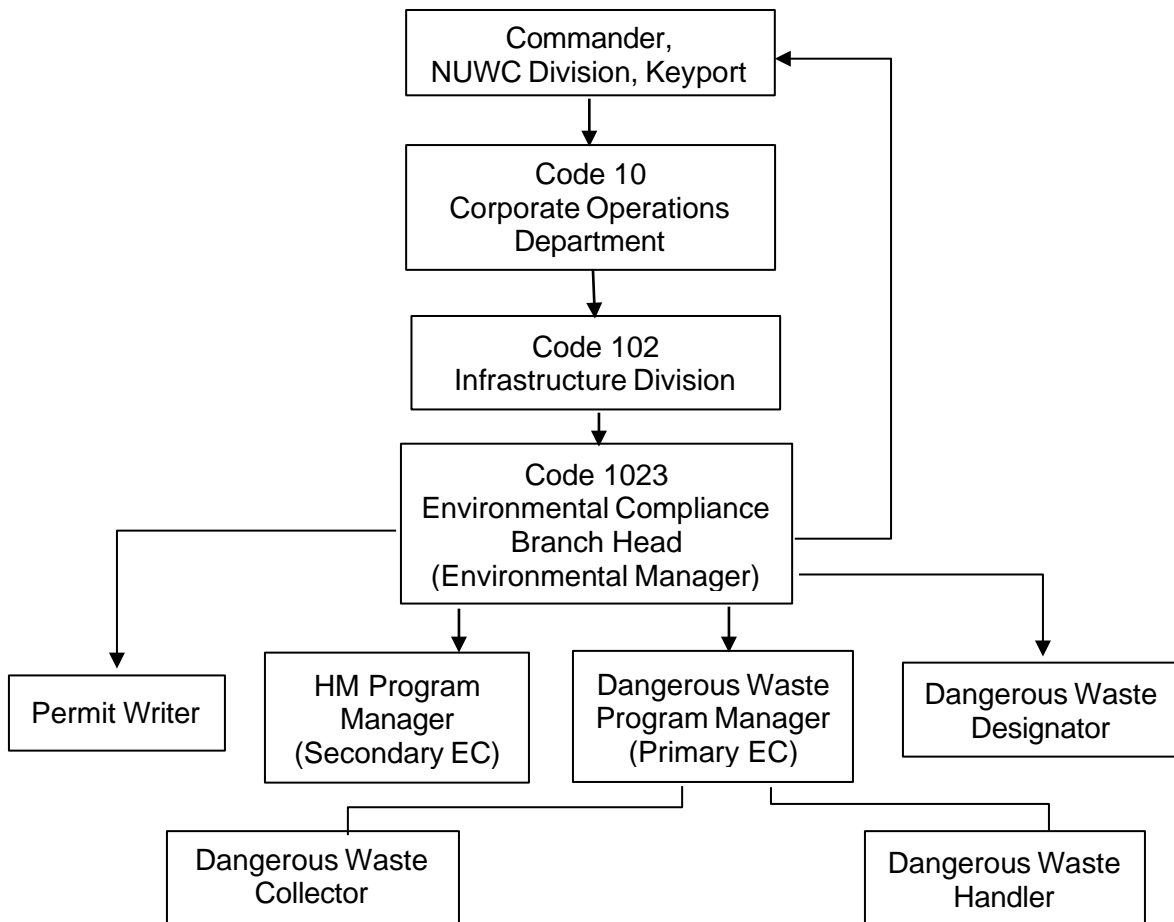 Commander,
NUWC Division, Keyport
Code 10
Corporate Operations
Department
Code 102
Infrastructure Division
Code 1023
Environmental Compliance
Branch Head
(Environmental Manager)
Permit Writer
HM Program
Manager
(Secondary EC)
Dangerous Waste
Program Manager
(Primary EC)
Dangerous Waste
Designator
Dangerous Waste
Collector
Dangerous Waste
Handler